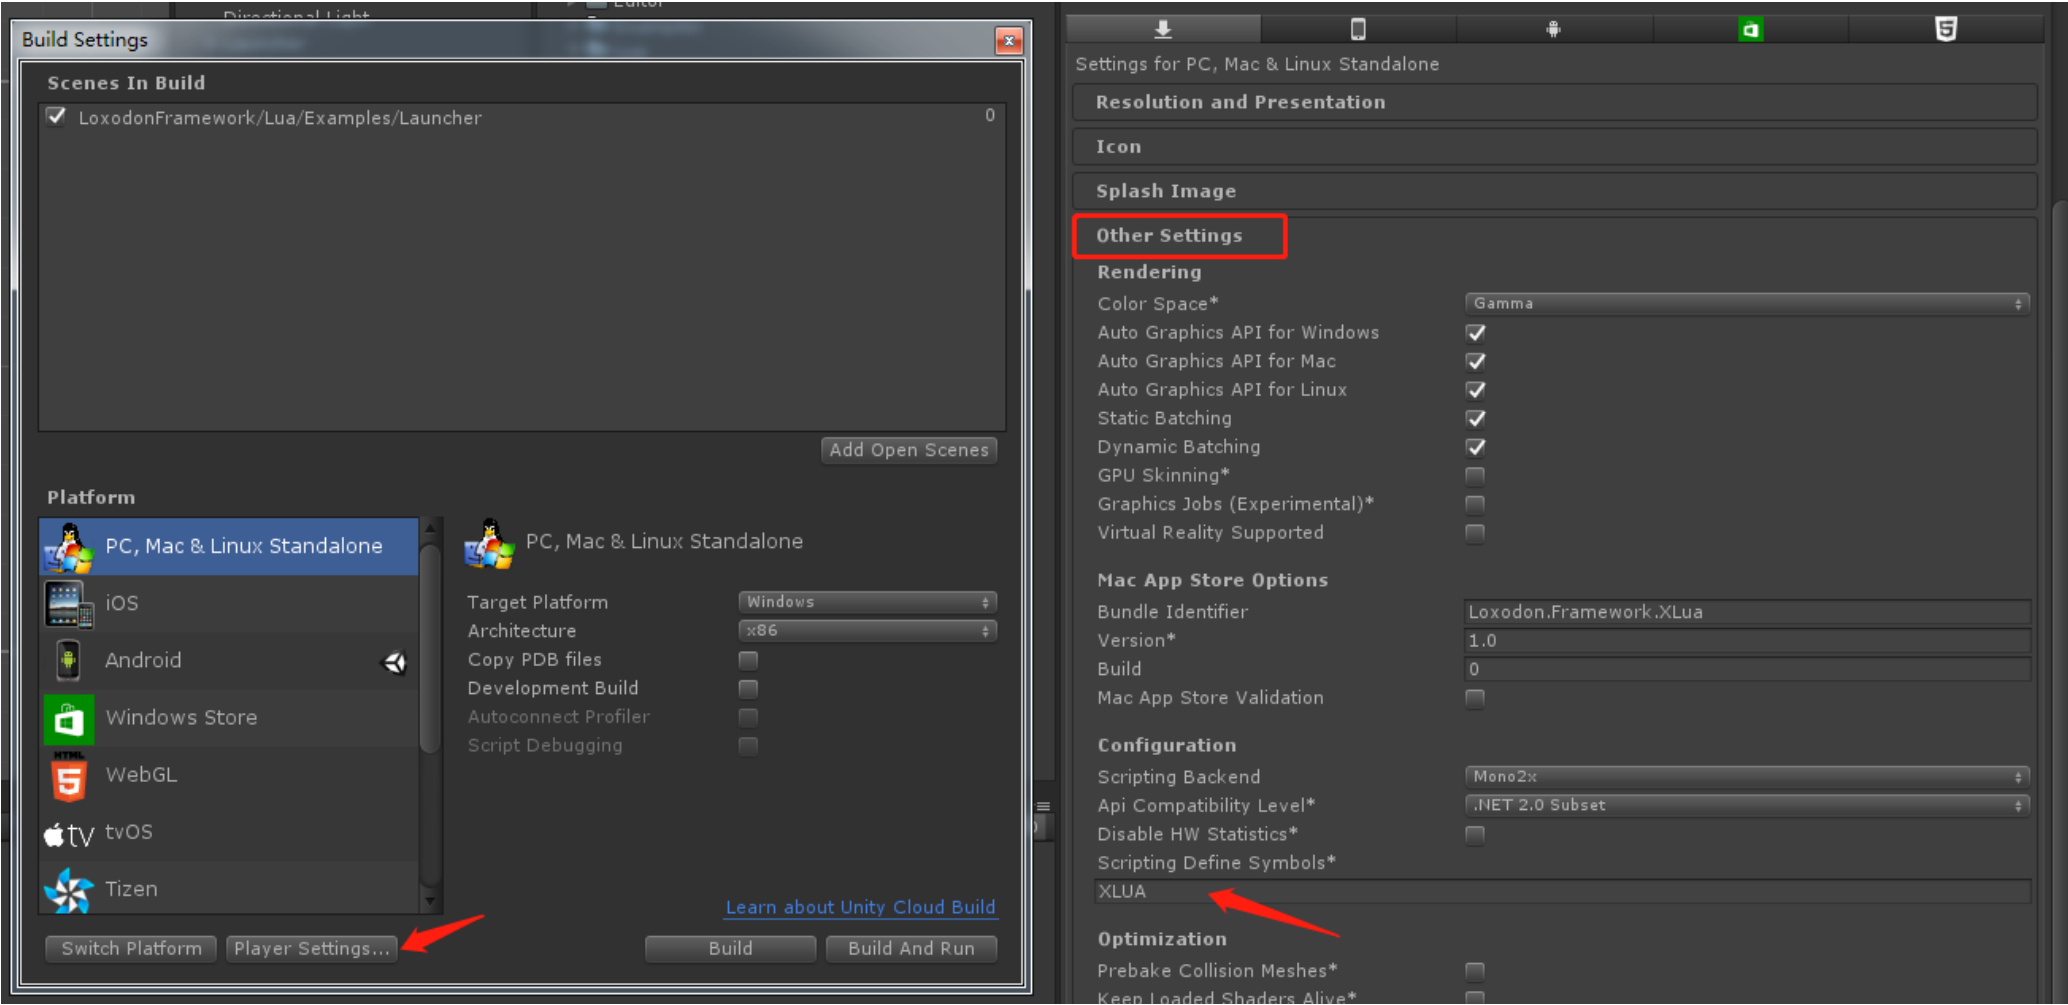 Directional Light
Editor
Build Settings
Scenes In Build
LoxodonFramework/Lua/Examples/Launcher 0
Add Open Scenes
Platform
PC, Mac & Linux Standalone
iOS
Android
Windows Store
HTML
WebGL
tv tvOS
Tizen
PC, Mac & Linux Standalone
Target Platform Windows
Architecture x86
Copy PDB files
Development Build
Autoconnect Profiler
Script Debugging
Learn about Unity Cloud Build
Switch Platform Player Settings... Build Build And Run
Settings for PC, Mac & Linux Standalone
Resolution and Presentation
Icon
Splash Image
Other Settings
Rendering
Color Space* Gamma
Auto Graphics API for Windows
Auto Graphics API for Mac
Auto Graphics API for Linux
Static Batching
Dynamic Batching
GPU Skinning*
Graphics Jobs (Experimental)*
Virtual Reality Supported
Mac App Store Options
Bundle Identifier Loxodon.Framework.XLua
Version* 1.0
Build 0
Mac App Store Validation
Configuration
Scripting Backend Mono2x
Api Compatibility Level* .NET 2.0 Subset
Disable HW Statistics*
Scripting Define Symbols*
XLUA
Optimization
Prebake Collision Meshes*
Keep Loaded Shaders Alive*